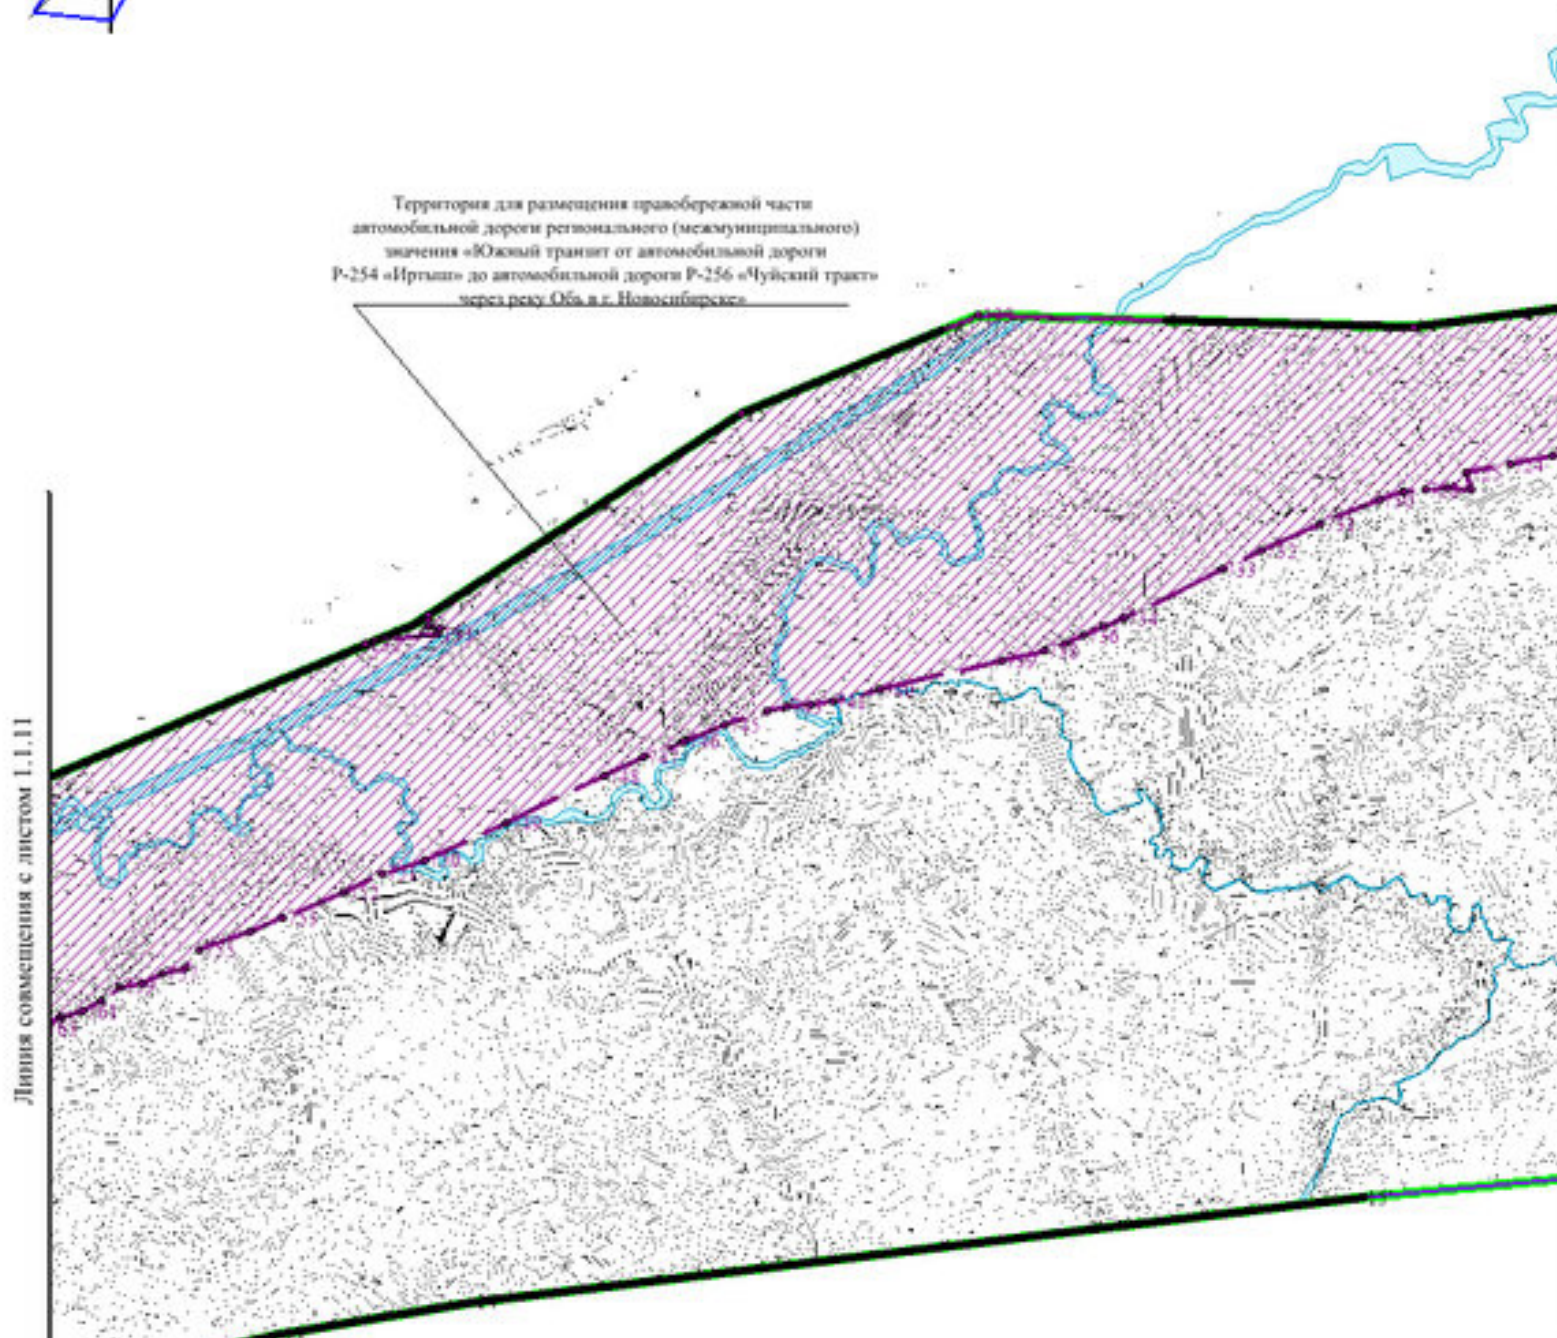 Территория для размещения правобережной части
автомобильной дороги регионального (межмуниципального)
значения «Южный транзит от автомобильной дороги
Р-254 «Иртыш» до автомобильной дороги Р-256 «Чуйский тракт»
через реку Обь в г. Новосибирске»
Линия совмещения с листом 1.1.11